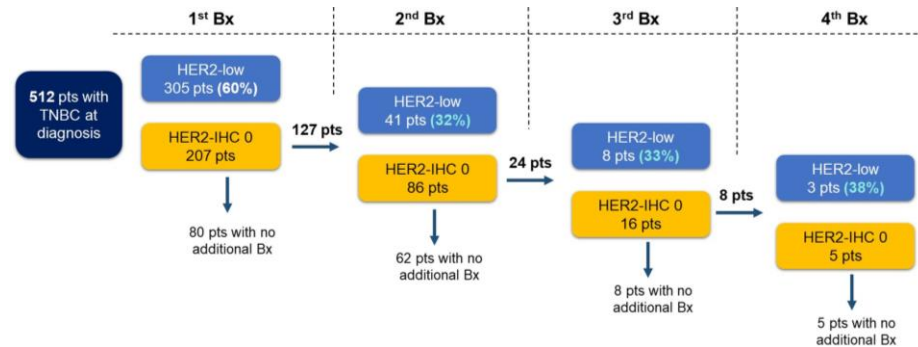 1st Bx
2nd Bx
3rd Bx
4th Bx
512 pts with
TNBC at
diagnosis
HER2-low
305 pts (60%)
HER2-IHC 0
207 pts
80 pts with no
additional Bx
127 pts
HER2-low
41 pts (32%)
HER2-IHC 0
86 pts
62 pts with no
additional Bx
24 pts
HER2-low
8 pts (33%)
HER2-IHC 0
16 pts
8 pts with no
additional Bx
8 pts
HER2-low
3 pts (38%)
HER2-IHC 0
5 pts
5 pts with no
additional Bx